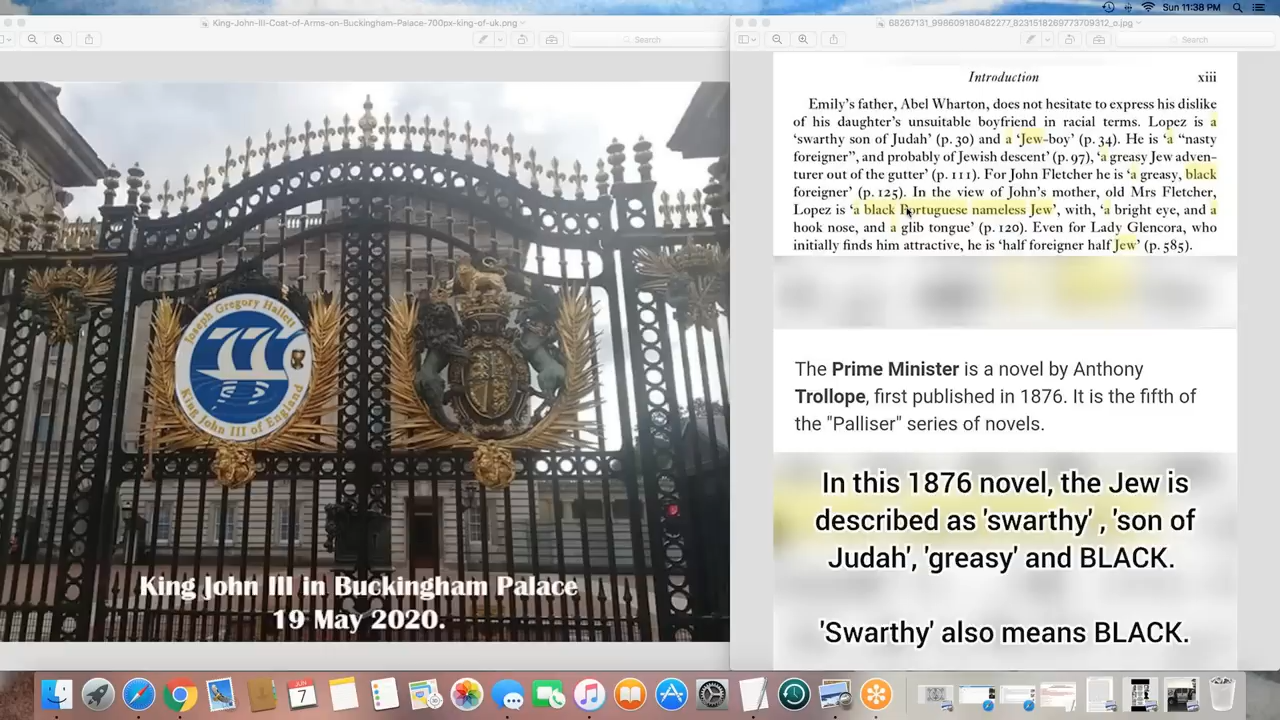 Sun 11:38 PM
King-John-III-Coat-of-Arms-on-Buckingham-Palace-700px-king-of-uk.png
Search
Joseph Gregory Hallett
King John III of England
King John III in Buckingham Palace
19 May 2020.
Search
Introduction xiii
Emily’s father, Abel Wharton, does not hesitate to express his dislike
of his daughter’s unsuitable boyfriend in racial terms. Lopez is a
‘swarthy son of Judah’ (p. 30) and a ‘Jew-boy’ (p. 34). He is ‘a “nasty
foreigner”, and probably of Jewish descent’ (p. 97), ‘a greasy Jew adven-
turer out of the gutter’ (p. 111). For John Fletcher he is ‘a greasy, black
foreigner’ (p. 125). In the view of John’s mother, old Mrs Fletcher,
Lopez is ‘a black Portuguese nameless Jew’, with, ‘a bright eye, and a
hook nose, and a glib tongue’ (p. 120). Even for Lady Glencora, who
initially finds him attractive, he is ‘half foreigner half Jew’ (p. 585).
The Prime Minister is a novel by Anthony
Trollope, first published in 1876. It is the fifth of
the "Palliser" series of novels.
In this 1876 novel, the Jew is
described as 'swarthy' , 'son of
Judah', 'greasy' and BLACK.
'Swarthy' also means BLACK.
JUN
7